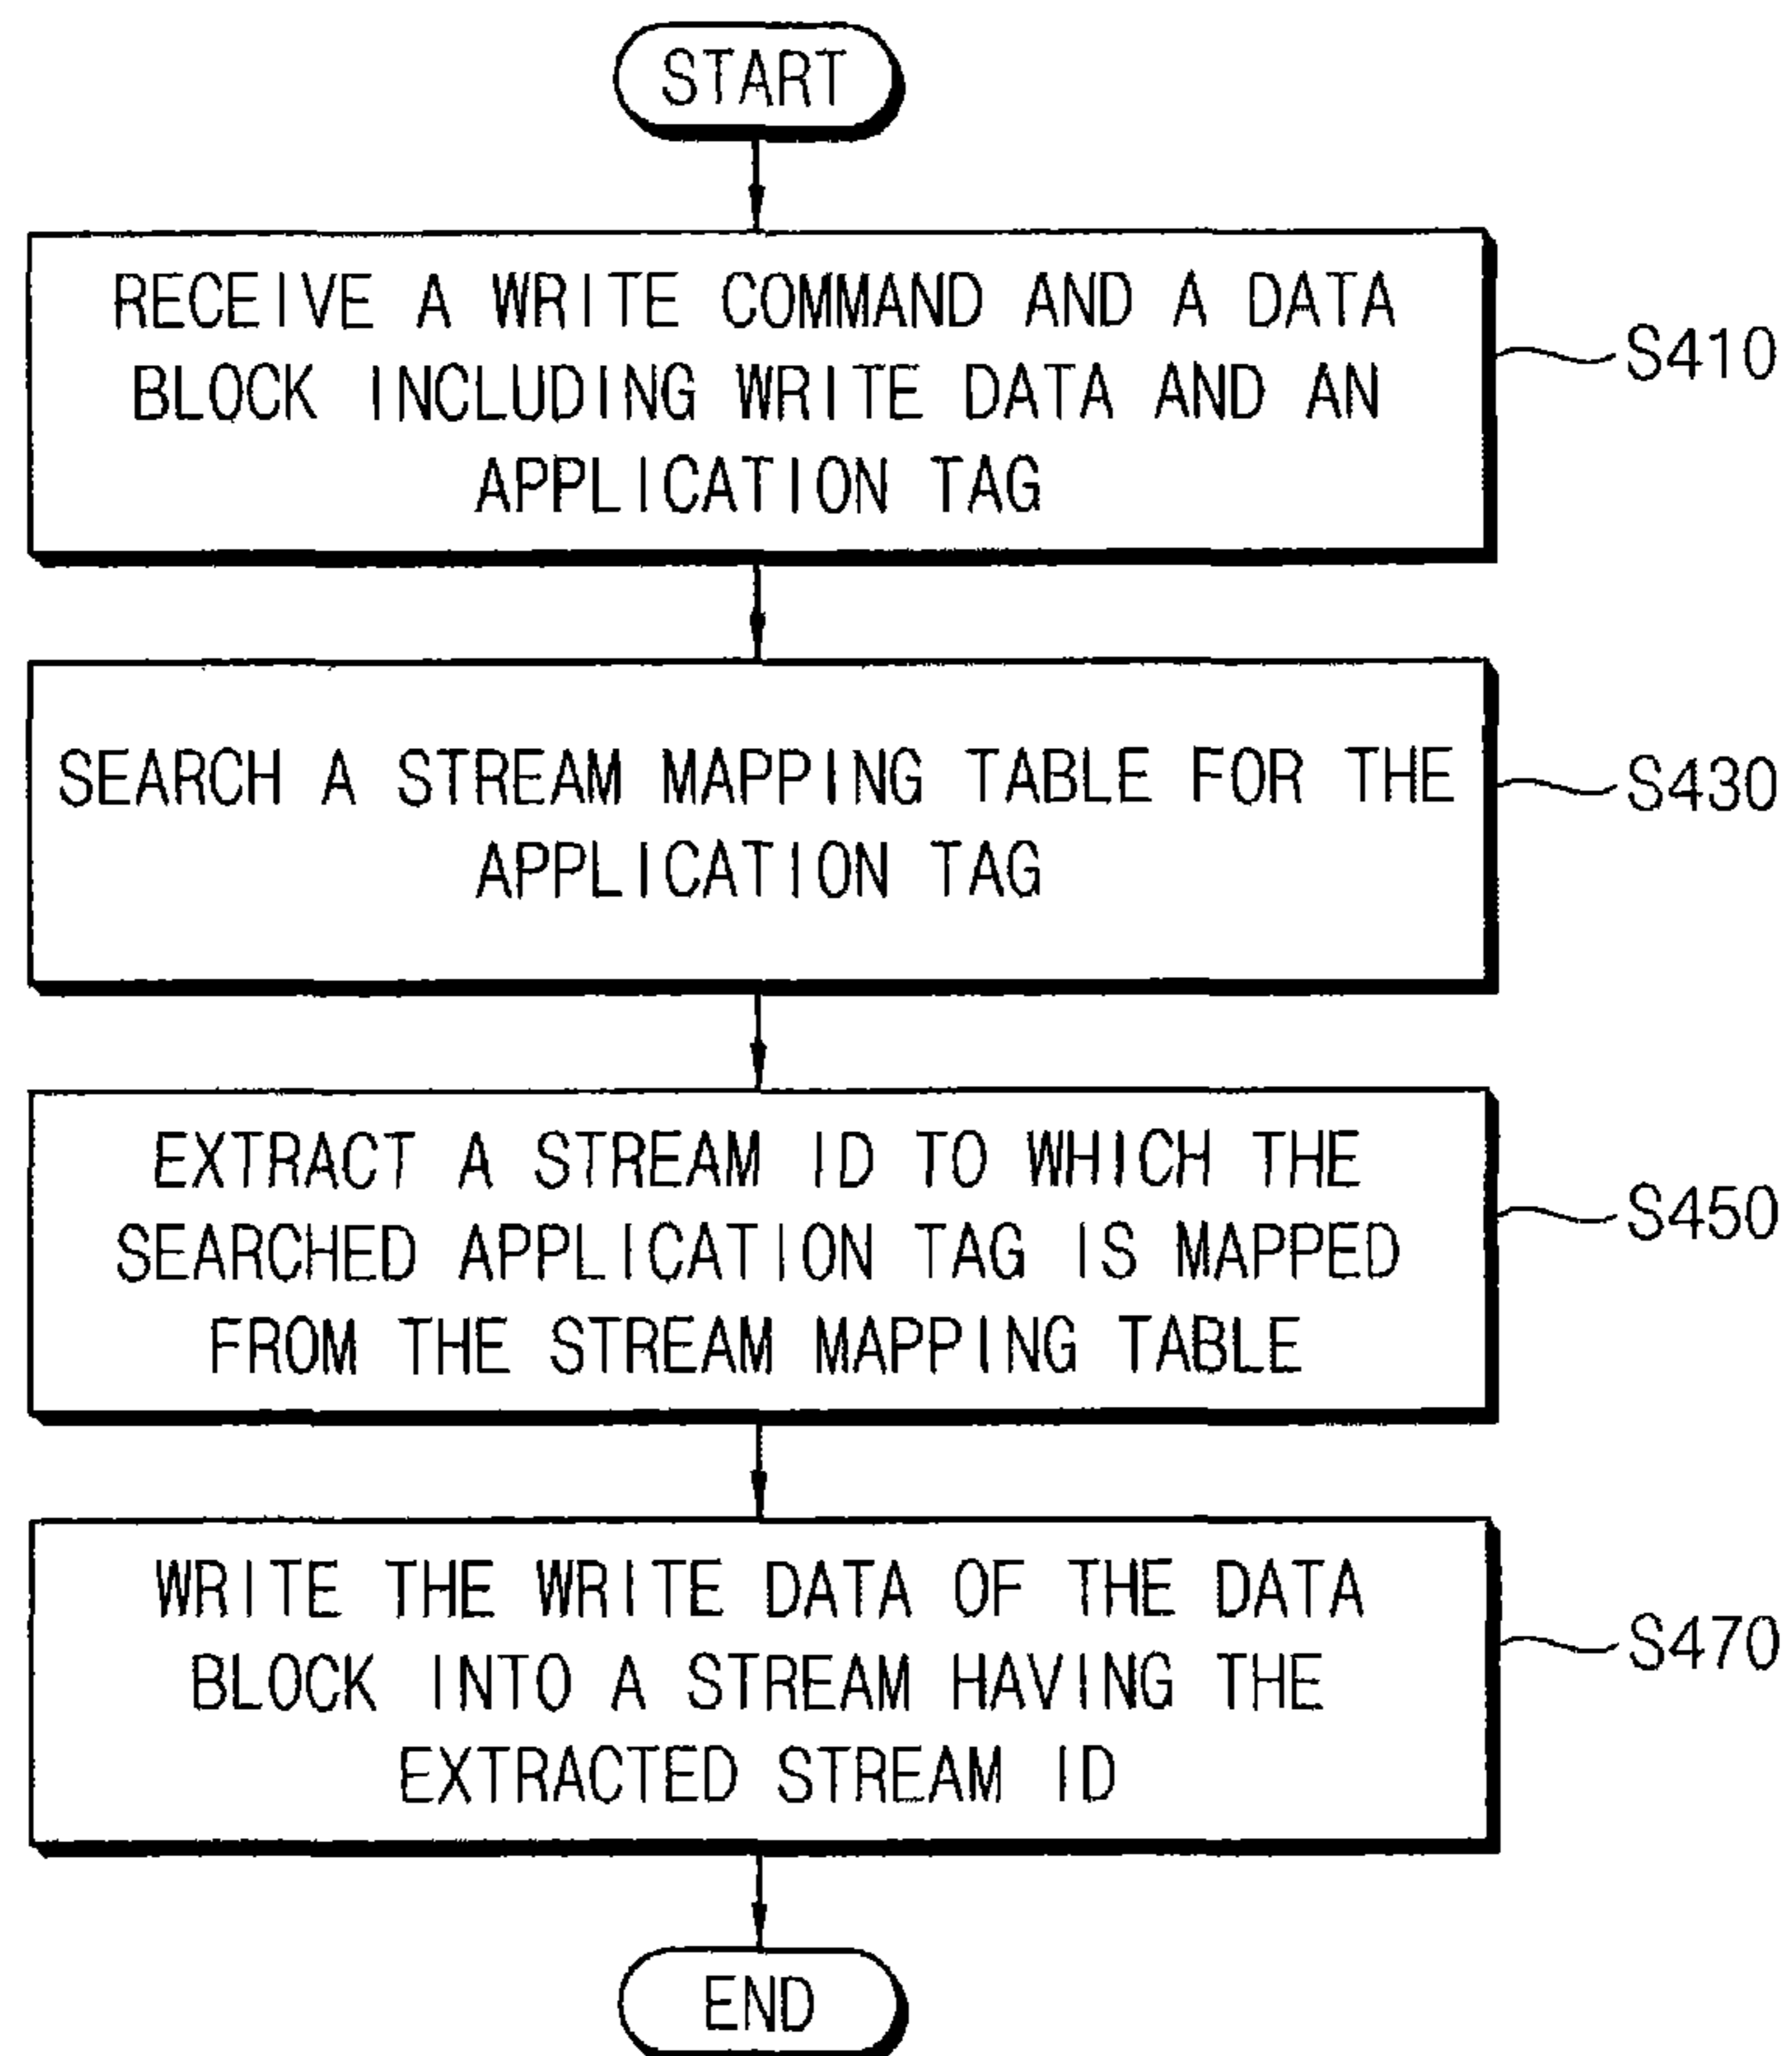 START
RECEIVE A WRITE COMMAND AND A DATA
BLOCK INCLUDING WRITE DATA AND AN
APPLICATION TAG
S410
SEARCH A STREAM MAPPING TABLE FOR THE
APPLICATION TAG
S430
EXTRACT A STREAM ID TO WHICH THE
SEARCHED APPLICATION TAG IS MAPPED
FROM THE STREAM MAPPING TABLE
S450
WRITE THE WRITE DATA OF THE DATA
BLOCK INTO A STREAM HAVING THE
EXTRACTED STREAM ID
S470
END